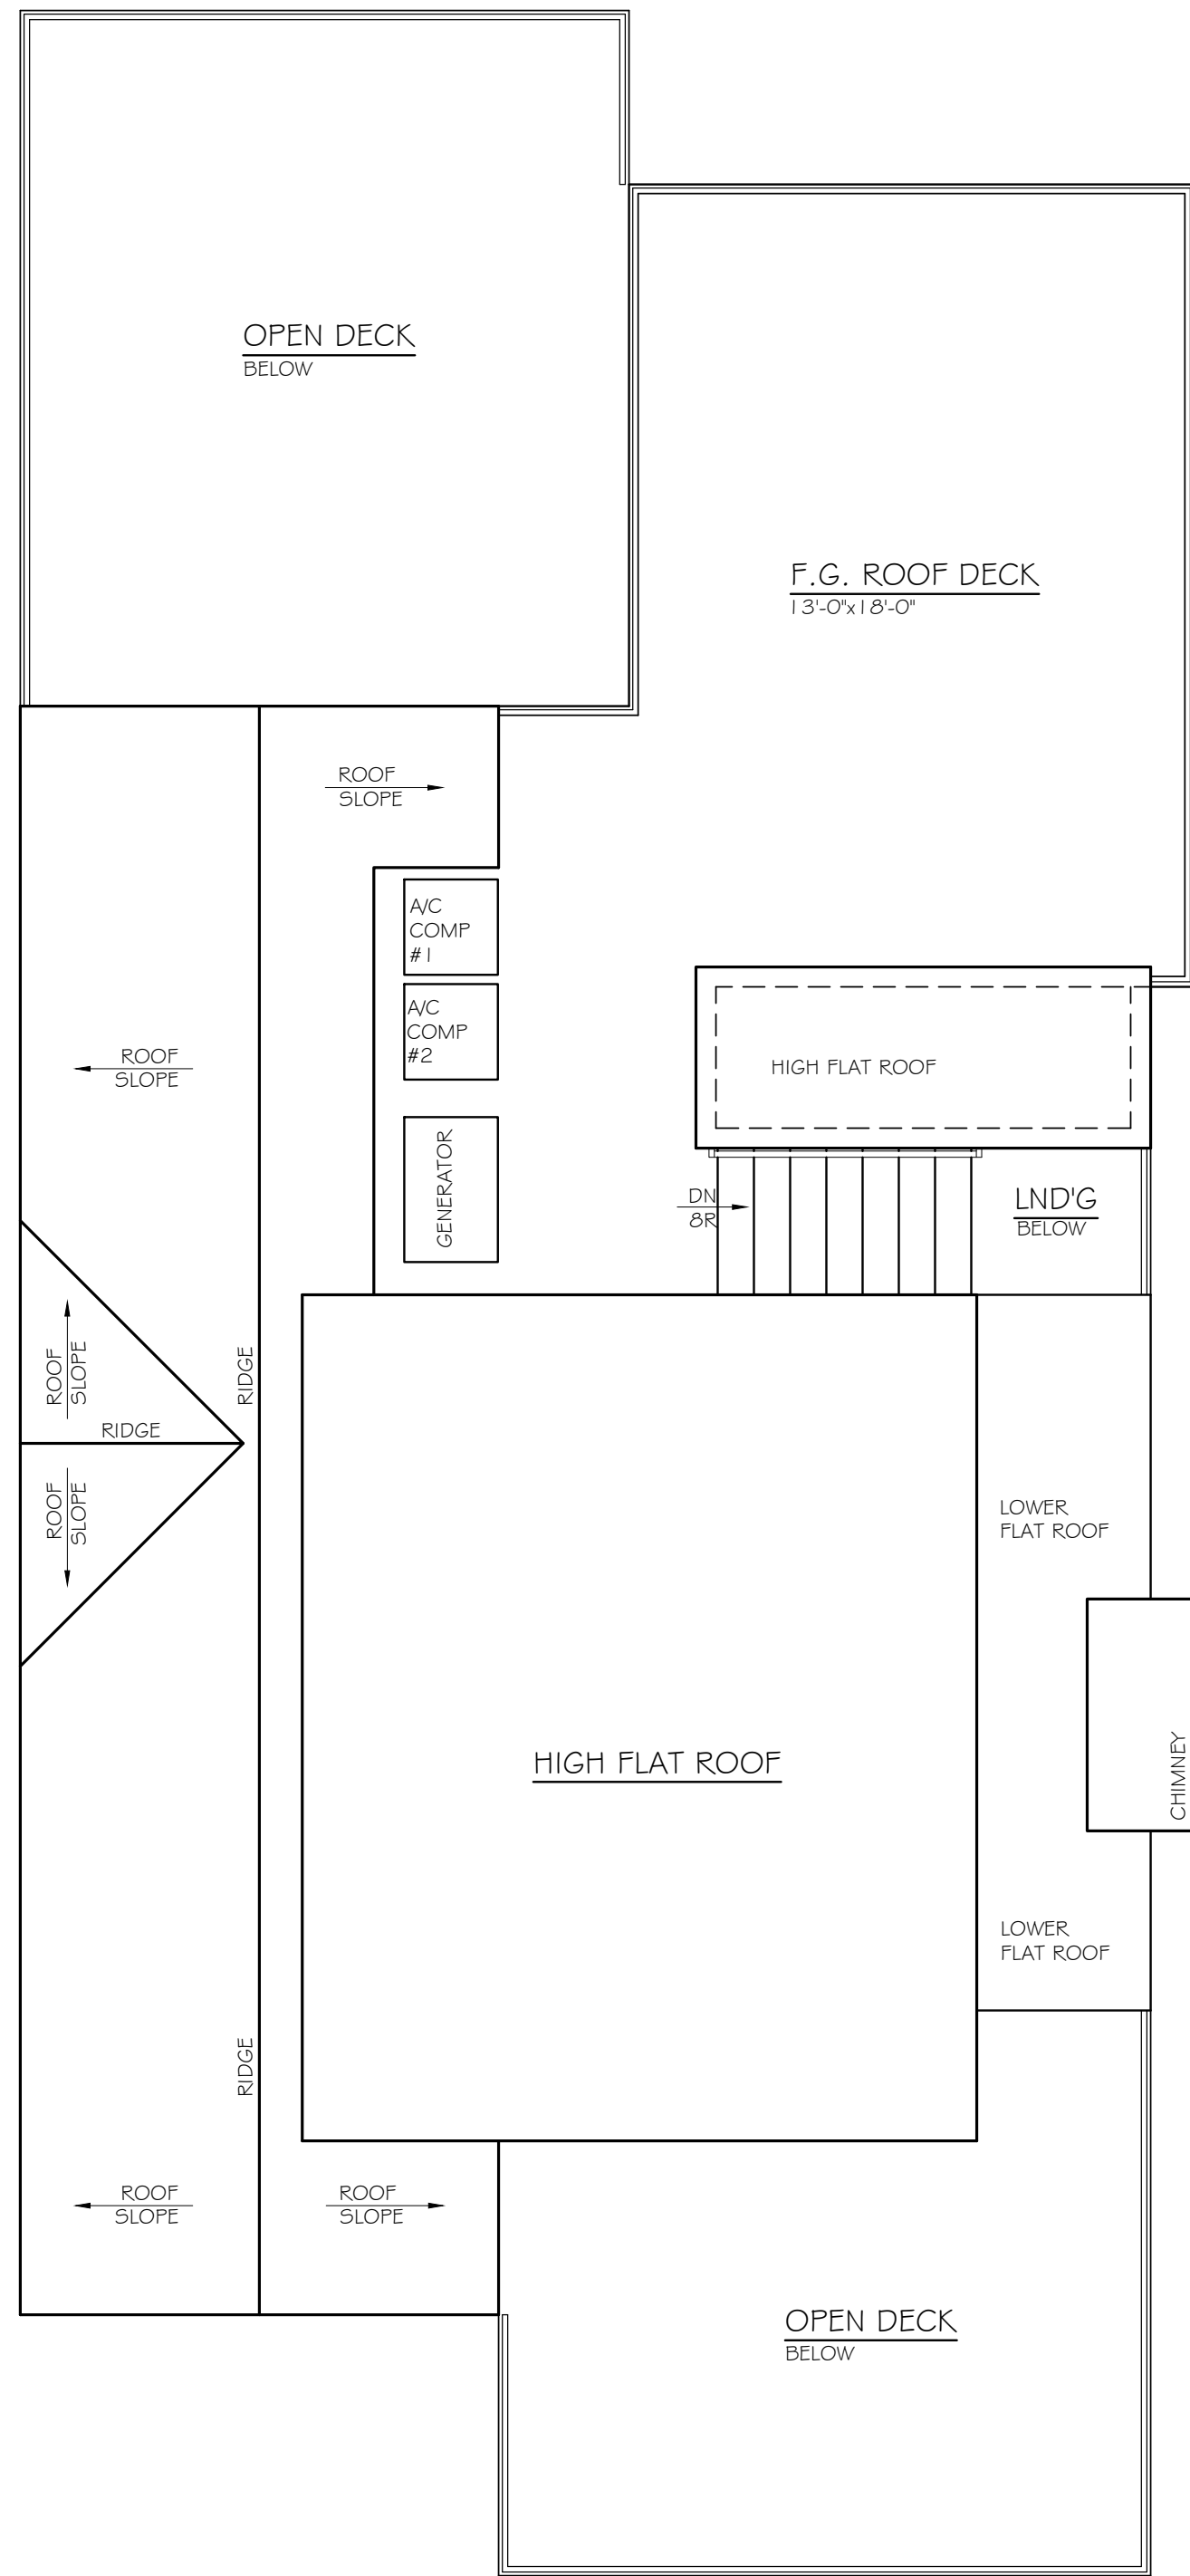 OPEN DECK
BELOW
F.G. ROOF DECK
13'-0"x18'-0"
ROOF
SLOPE
A/C
COMP
#1
A/C
COMP
#2
ROOF
SLOPE
HIGH FLAT ROOF
GENERATOR
DN
8R
LND'G
BELOW
ROOF
SLOPE
RIDGE
RIDGE
ROOF
SLOPE
LOWER
FLAT ROOF
HIGH FLAT ROOF
CHIMNEY
LOWER
FLAT ROOF
RIDGE
ROOF
SLOPE
ROOF
SLOPE
OPEN DECK
BELOW